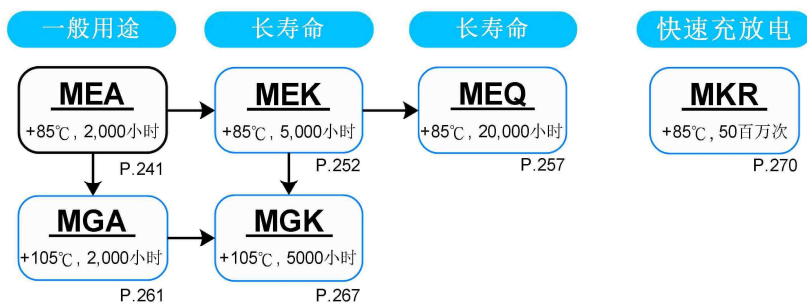 一般用途
长寿命
长寿命
快速充放电
MEA
+85℃, 2,000小时
P.241
MEK
+85℃, 5,000小时
P.252
MEQ
+85℃, 20,000小时
P.257
MKR
+85℃, 50百万次
P.270
MGA
+105℃, 2,000小时
P.261
MGK
+105℃, 5000小时
P.267